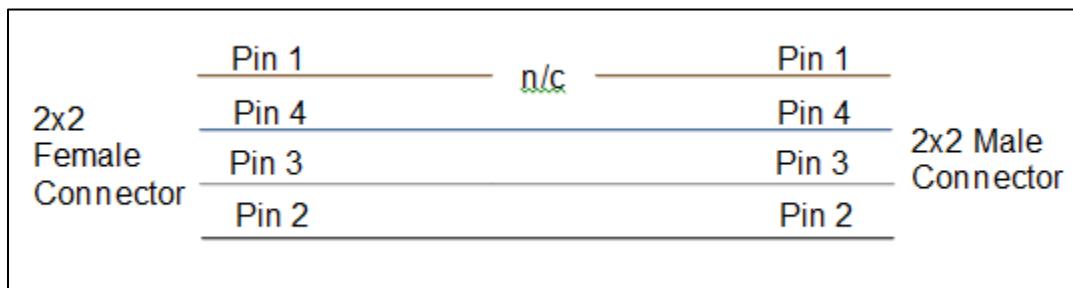 Pin 1 n/c Pin 1
Pin 4 Pin 4
2x2
Female
Connector
Pin 3 Pin 3
2x2 Male
Connector
Pin 2 Pin 2